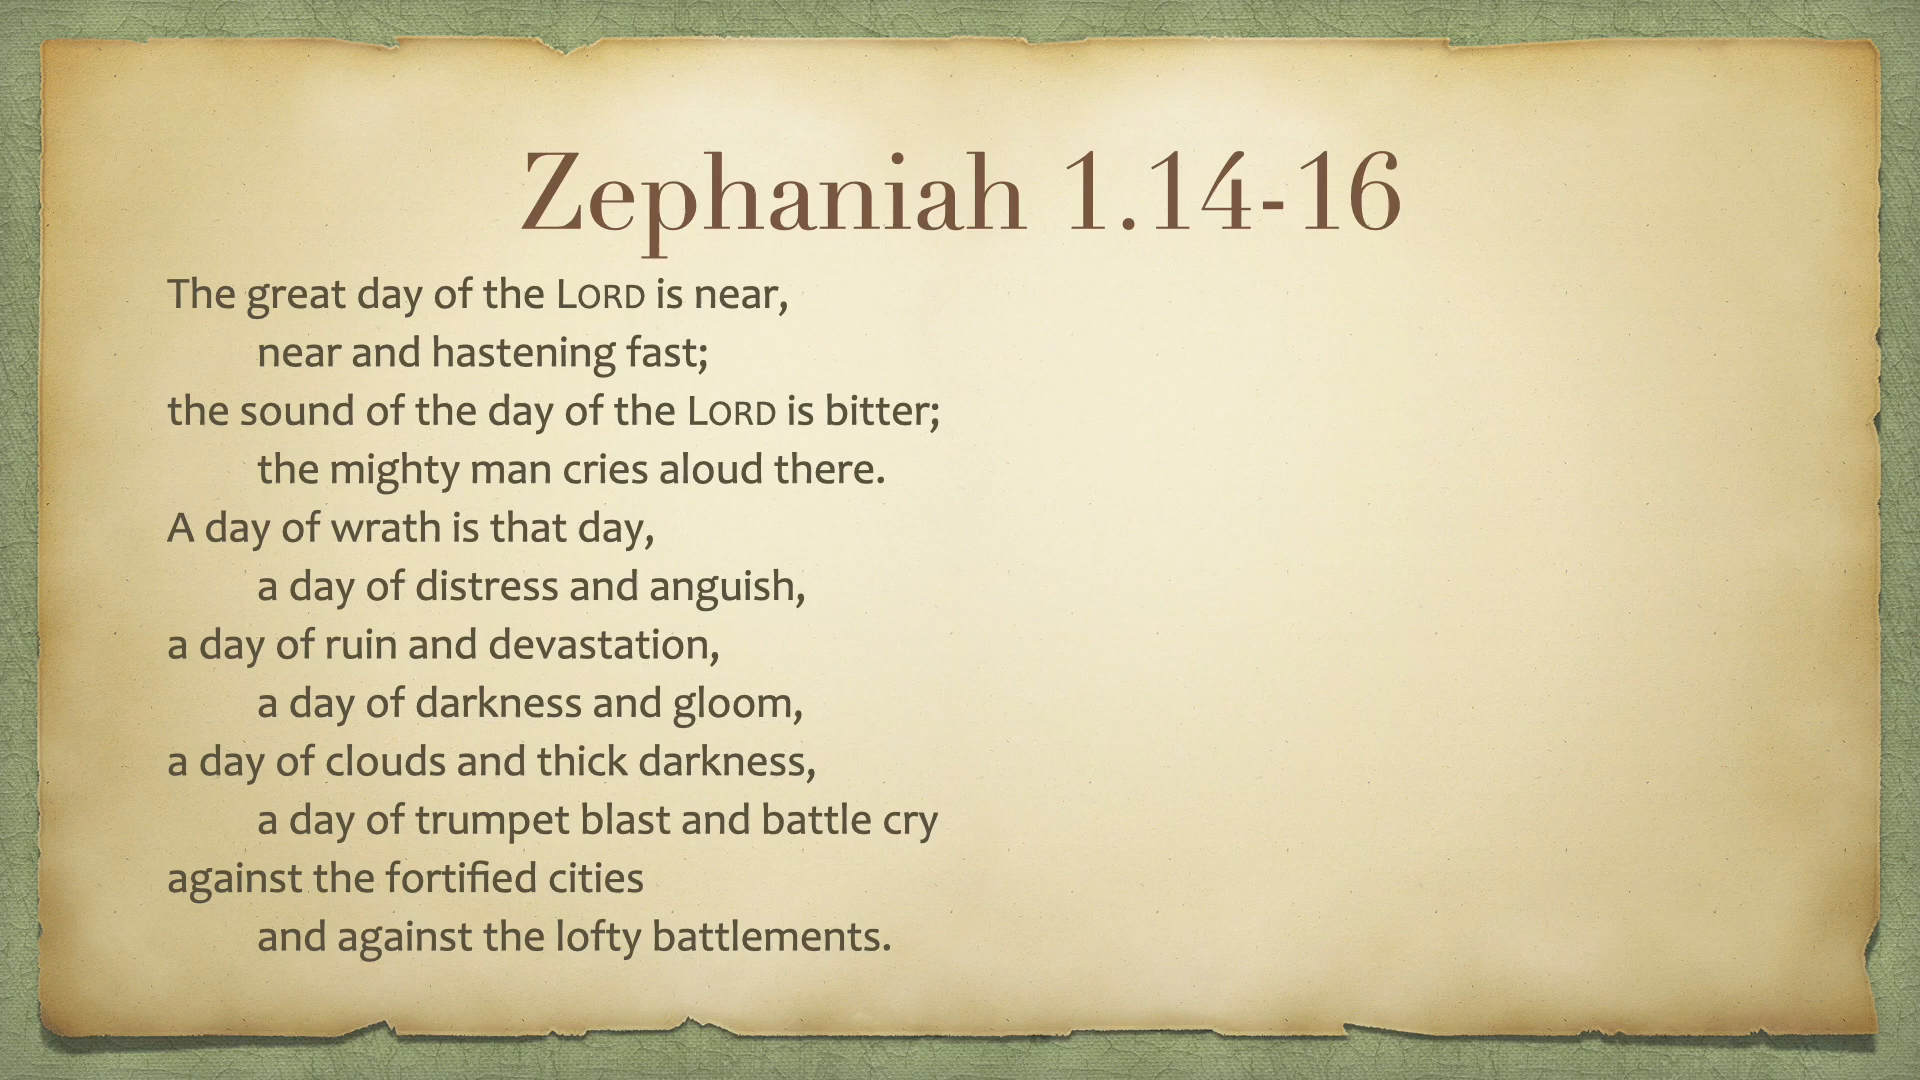 Zephaniah 1.14-16
The great day of the LORD is near,
near and hastening fast;
the sound of the day of the LORD is bitter;
the mighty man cries aloud there.
A day of wrath is that day,
a day of distress and anguish,
a day of ruin and devastation,
a day of darkness and gloom,
a day of clouds and thick darkness,
a day of trumpet blast and battle cry
against the fortified cities
and against the lofty battlements.